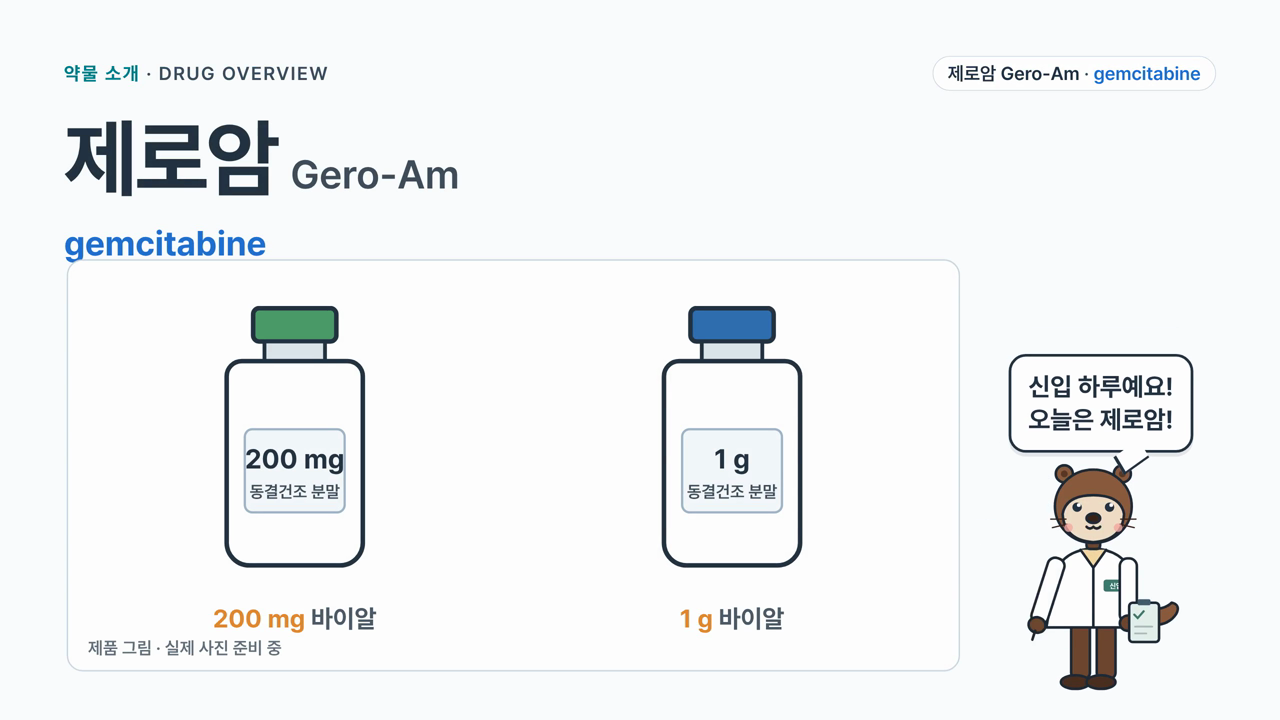 약물 소개 · DRUG OVERVIEW
제로암 Gero-Am · gemcitabine
제로암 Gero-Am
gemcitabine
200 mg
동결건조 분말
1 g
동결건조 분말
200 mg 바이알
1 g 바이알
제품 그림 · 실제 사진 준비 중
신입 하루예요!
오늘은 제로암!